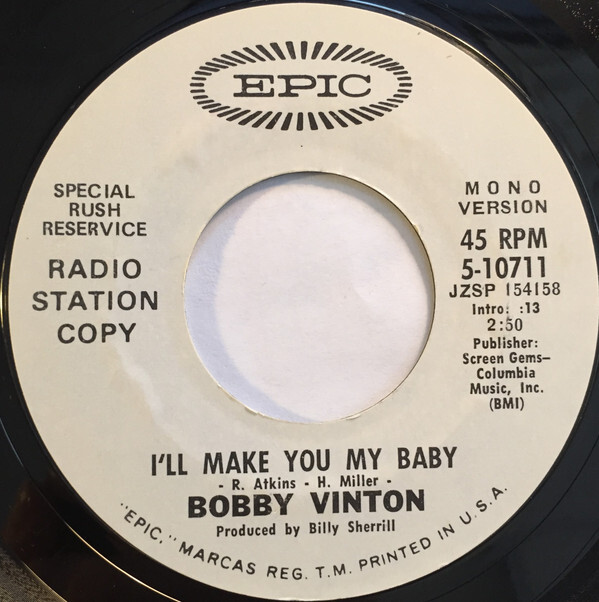 EPIC
SPECIAL
RUSH
RESERVICE
RADIO
STATION
COPY
MONO
VERSION
45 RPM
5-10711
JZSP 154158
Intro: :13
2:50
Publisher:
Screen Gems—
Columbia
Music, Inc.
(BMI)
I'LL MAKE YOU MY BABY
- R. Atkins - H. Miller -
BOBBY VINTON
Produced by Billy Sherrill
"EPIC," MARCAS REG. T.M. PRINTED IN U.S.A.